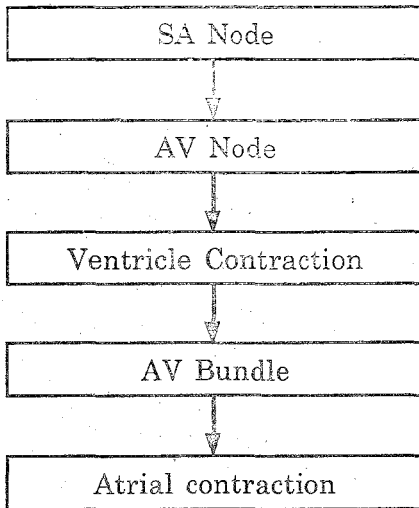 SA Node
AV Node
Ventricle Contraction
AV Bundle
Atrial contraction